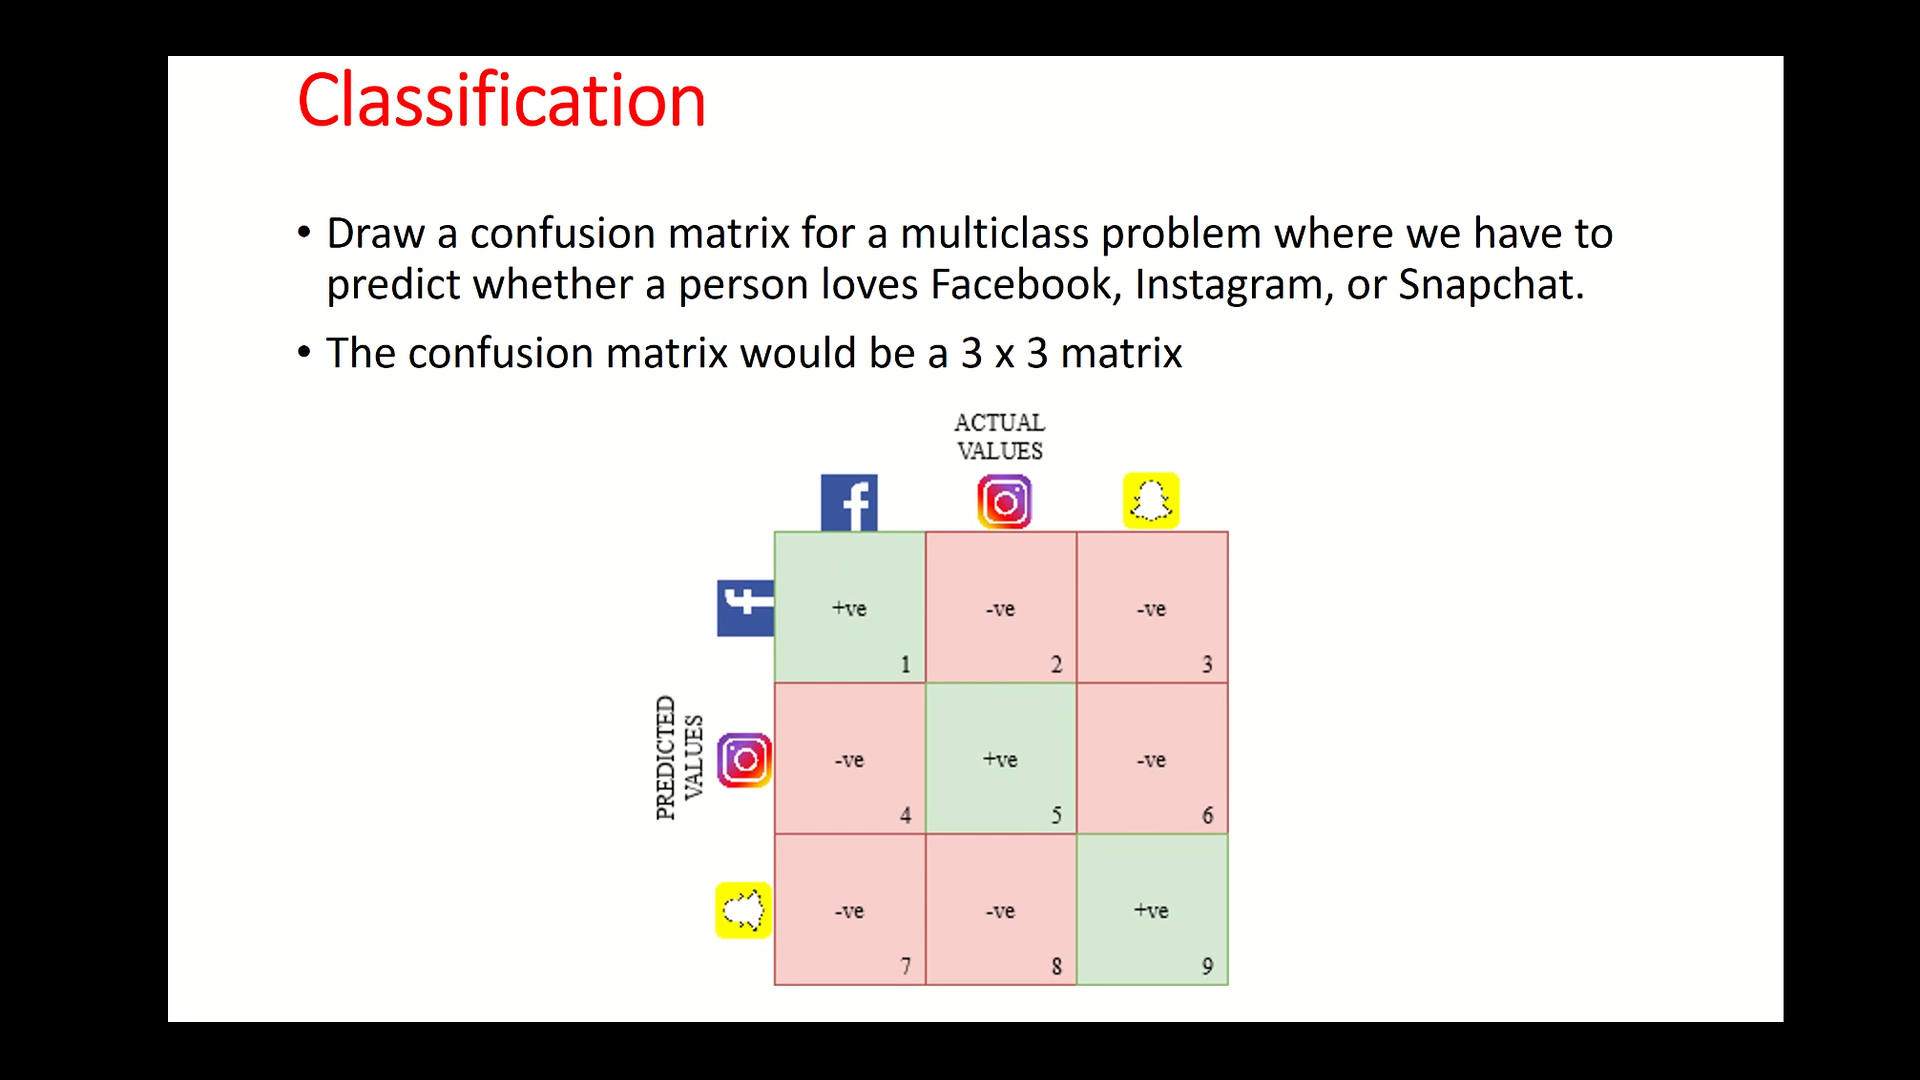 Classification
• Draw a confusion matrix for a multiclass problem where we have to
predict whether a person loves Facebook, Instagram, or Snapchat.
• The confusion matrix would be a 3 x 3 matrix
ACTUAL
VALUES
f
f
PREDICTED
VALUES
+ve
1
-ve
2
-ve
3
-ve
4
+ve
5
-ve
6
-ve
7
-ve
8
+ve
9